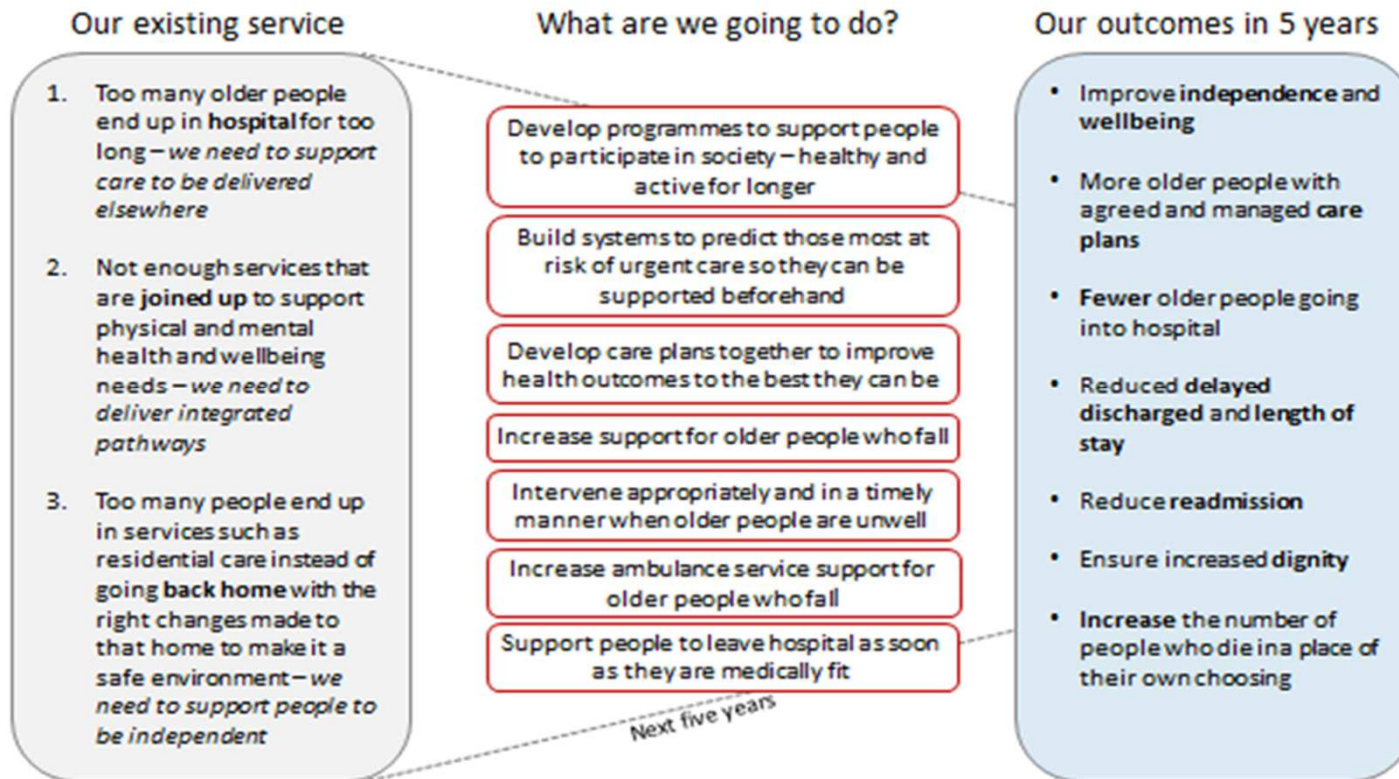 Our existing service
1. Too many older people
end up in hospital for too
long – we need to support
care to be delivered
elsewhere
2. Not enough services that
are joined up to support
physical and mental
health and wellbeing
needs – we need to
deliver integrated
pathways
3. Too many people end up
in services such as
residential care instead of
going back home with the
right changes made to
that home to make it a
safe environment – we
need to support people to
be independent
What are we going to do?
Develop programmes to support people
to participate in society – healthy and
active for longer
Build systems to predict those most at
risk of urgent care so they can be
supported beforehand
Develop care plans together to improve
health outcomes to the best they can be
Increase support for older people who fall
Intervene appropriately and in a timely
manner when older people are unwell
Increase ambulance service support for
older people who fall
Support people to leave hospital as soon
as they are medically fit
Next five years
Our outcomes in 5 years
• Improve independence and
wellbeing
• More older people with
agreed and managed care
plans
• Fewer older people going
into hospital
• Reduced delayed
discharged and length of
stay
• Reduce readmission
• Ensure increased dignity
• Increase the number of
people who die in a place of
their own choosing